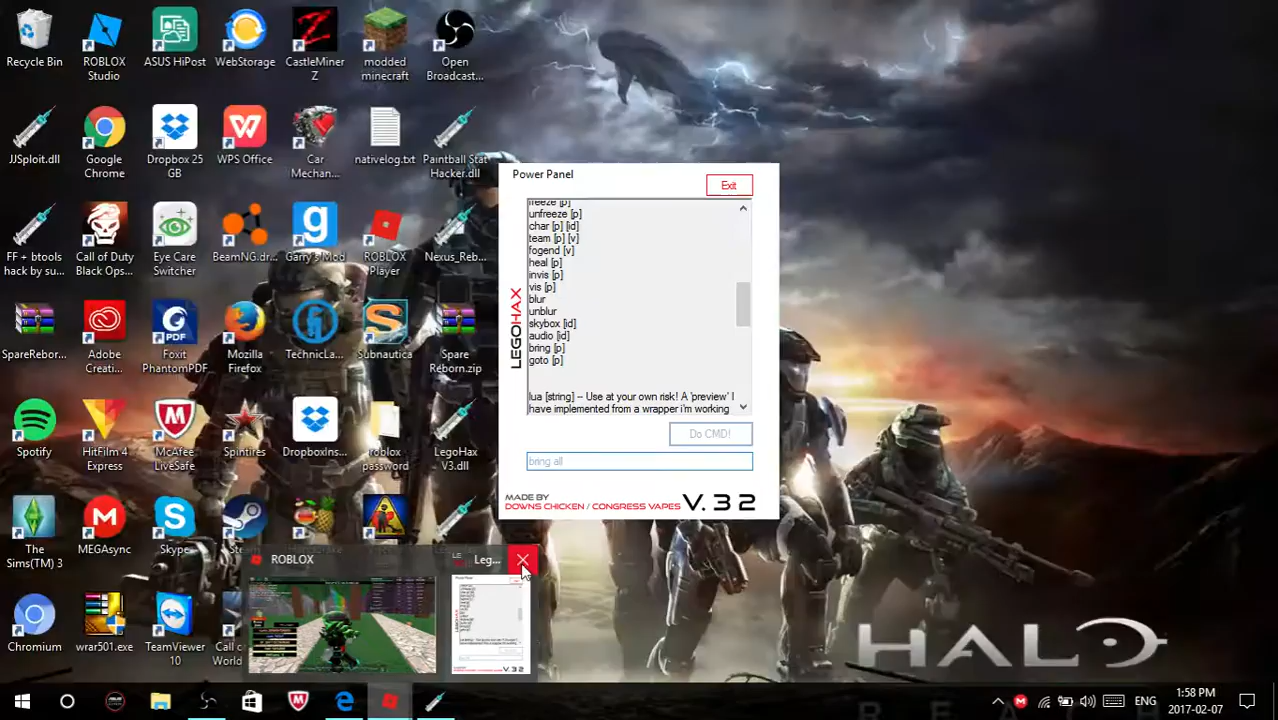 Recycle Bin
ROBLOX Studio
ASUS HiPost
WebStorage
CastleMiner Z
modded minecraft
Open Broadcast...
JJSploit.dll
Google Chrome
Dropbox 25 GB
WPS Office
Car Mechan...
nativelog.txt
Paintball Stat Hacker.dll
FF + btools hack by su...
Call of Duty Black Ops...
Eye Care Switcher
BeamNG.dr...
Garry's Mod
ROBLOX Player
Nexus_Reb...
SpareRebor...
Adobe Creati...
Foxit PhantomPDF
Mozilla Firefox
TechnicLa...
Subnautica
Spare Reborn.zip
Spotify
HitFilm 4 Express
McAfee LiveSafe
Spintires
DropboxIns...
roblox password
LegoHax V3.dll
The Sims(TM) 3
MEGAsync
Skype
Chromium
wrar501.exe
TeamViewer 10
Power Panel
Exit
freeze [p]
unfreeze [p]
char [p] [id]
team [p] [v]
fogend [v]
heal [p]
invis [p]
vis [p]
blur
unblur
skybox [id]
audio [id]
bring [p]
goto [p]
lua [string] -- Use at your own risk! A 'preview' I
have implemented from a wrapper i'm working
LEGOHAX
Do CMD!
bring all
MADE BY
DOWNS CHICKEN / CONGRESS VAPES V. 3 2
ROBLOX
Leg...
V. 3 2
HALO
ENG
1:58 PM
2017-02-07